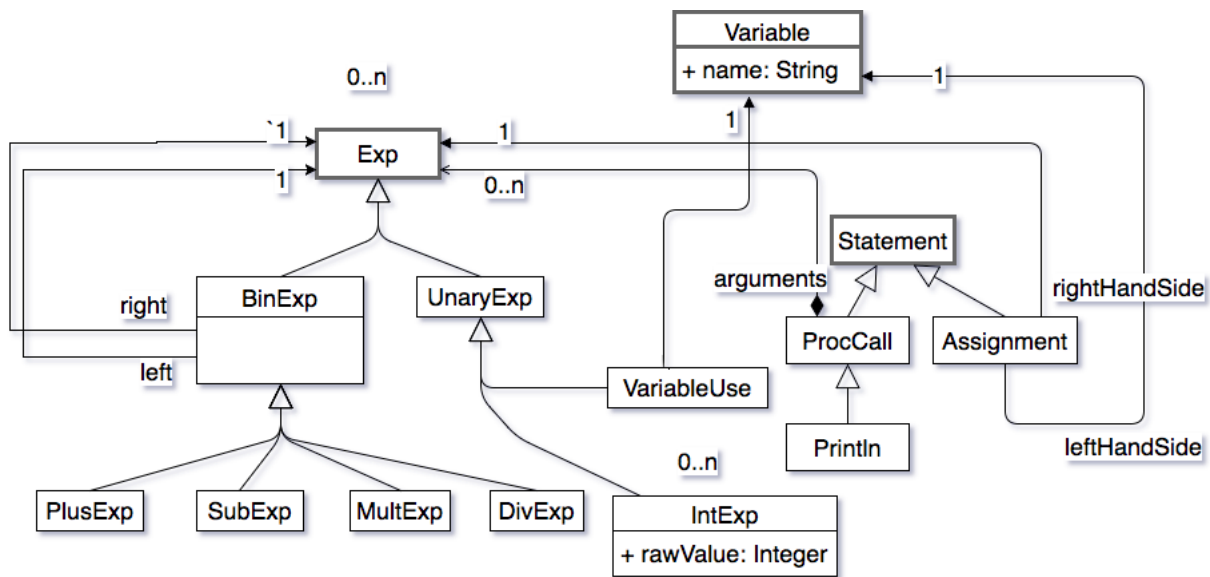 Variable
+ name: String
0..n
1
`1
1
1
Exp
1
0..n
Statement
arguments
rightHandSide
BinExp
UnaryExp
right
ProcCall
Assignment
left
VariableUse
Println
leftHandSide
0..n
PlusExp
SubExp
MultExp
DivExp
IntExp
+ rawValue: Integer